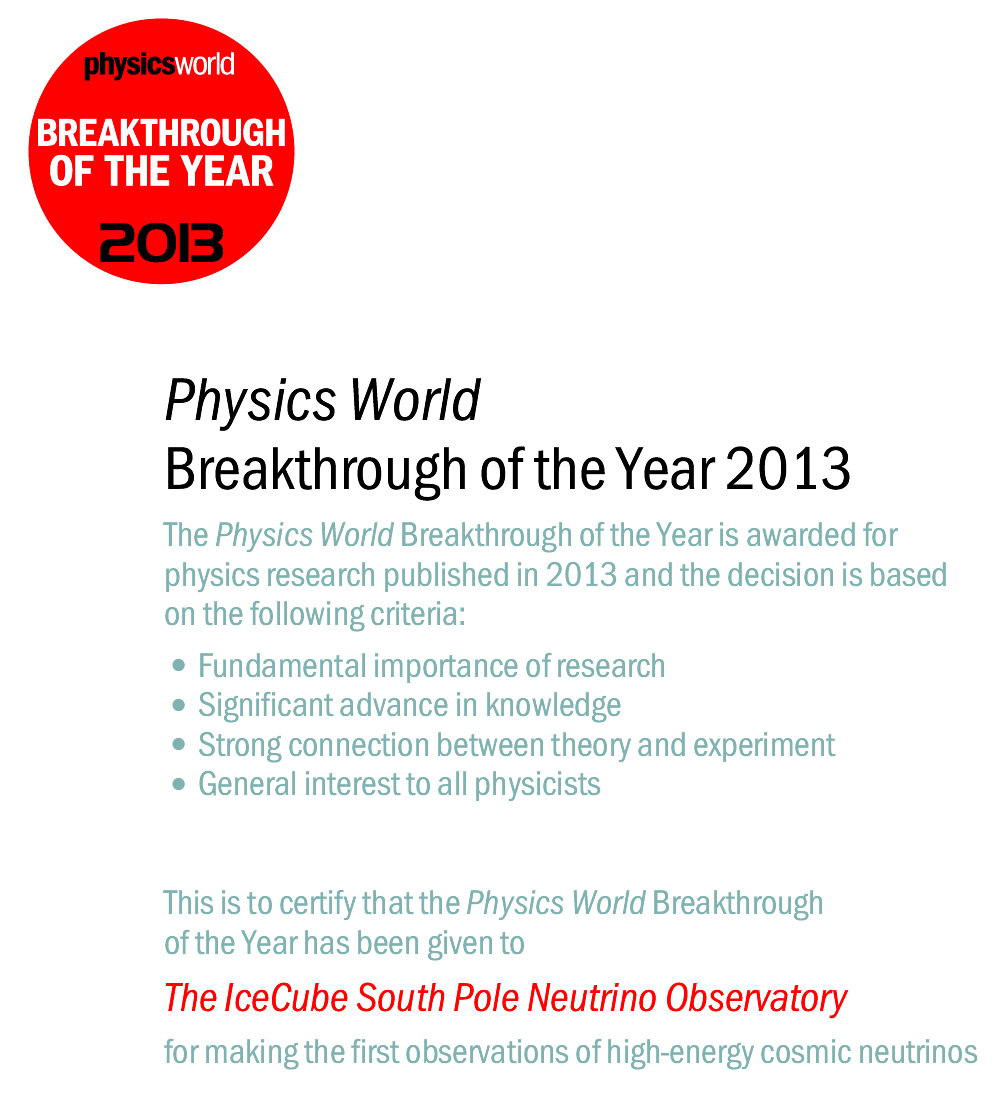 physicsworld
BREAKTHROUGH
OF THE YEAR
2013
Physics World
Breakthrough of the Year 2013
The Physics World Breakthrough of the Year is awarded for
physics research published in 2013 and the decision is based
on the following criteria:
• Fundamental importance of research
• Significant advance in knowledge
• Strong connection between theory and experiment
• General interest to all physicists
This is to certify that the Physics World Breakthrough
of the Year has been given to
The IceCube South Pole Neutrino Observatory
for making the first observations of high-energy cosmic neutrinos